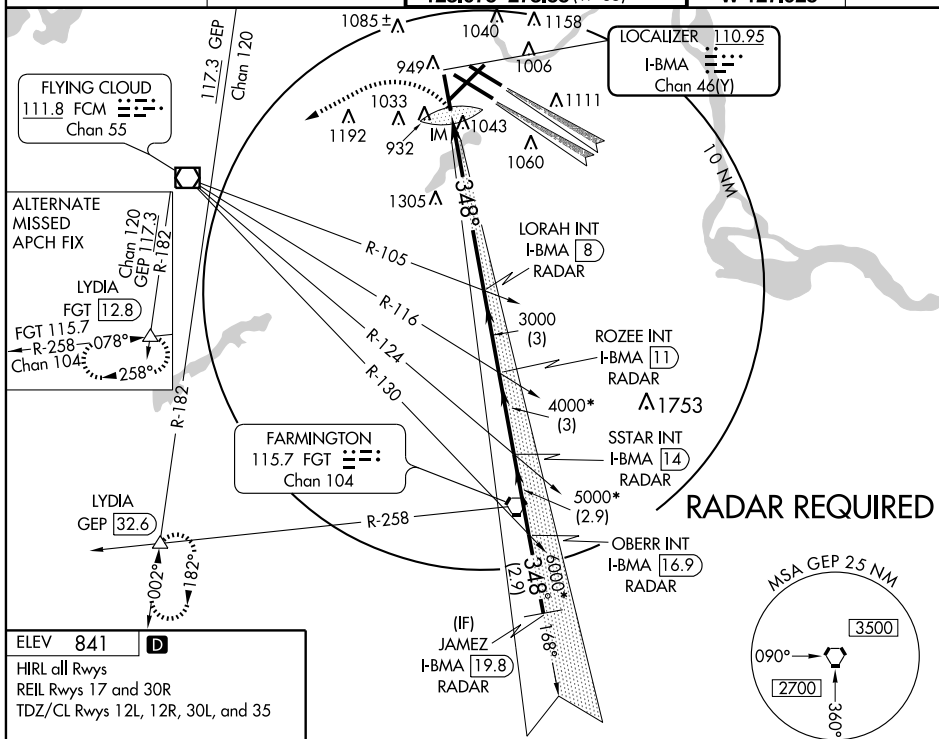 1085 ±
1040
1158
1006
949
117.3 GEP
Chan 120
LOCALIZER 110.95
I-BMA
Chan 46(Y)
FLYING CLOUD
111.8 FCM
Chan 55
1033
1192
932
IM
1043
1111
1060
10 NM
1305
348°
ALTERNATE
MISSED
APCH FIX
Chan 120
GEP 117.3
R-182
LYDIA
FGT 12.8
FGT 115.7
R-258
078°
Chan 104
258°
R-105
R-116
R-124
R-130
R-182
LORAH INT
I-BMA 8
RADAR
3000
(3)
ROZEE INT
I-BMA 11
RADAR
4000*
(3)
1753
SSTAR INT
I-BMA 14
RADAR
5000*
(2.9)
FARMINGTON
115.7 FGT
Chan 104
RADAR REQUIRED
LYDIA
GEP 32.6
R-258
OBERR INT
I-BMA 16.9
RADAR
002°
182°
(2.9)
348°
6000*
168°
(IF)
JAMEZ
I-BMA 19.8
RADAR
MSA GEP 25 NM
3500
090°
2700
360°
ELEV 841 D
HIRL all Rwys
REIL Rwys 17 and 30R
TDZ/CL Rwys 12L, 12R, 30L, and 35